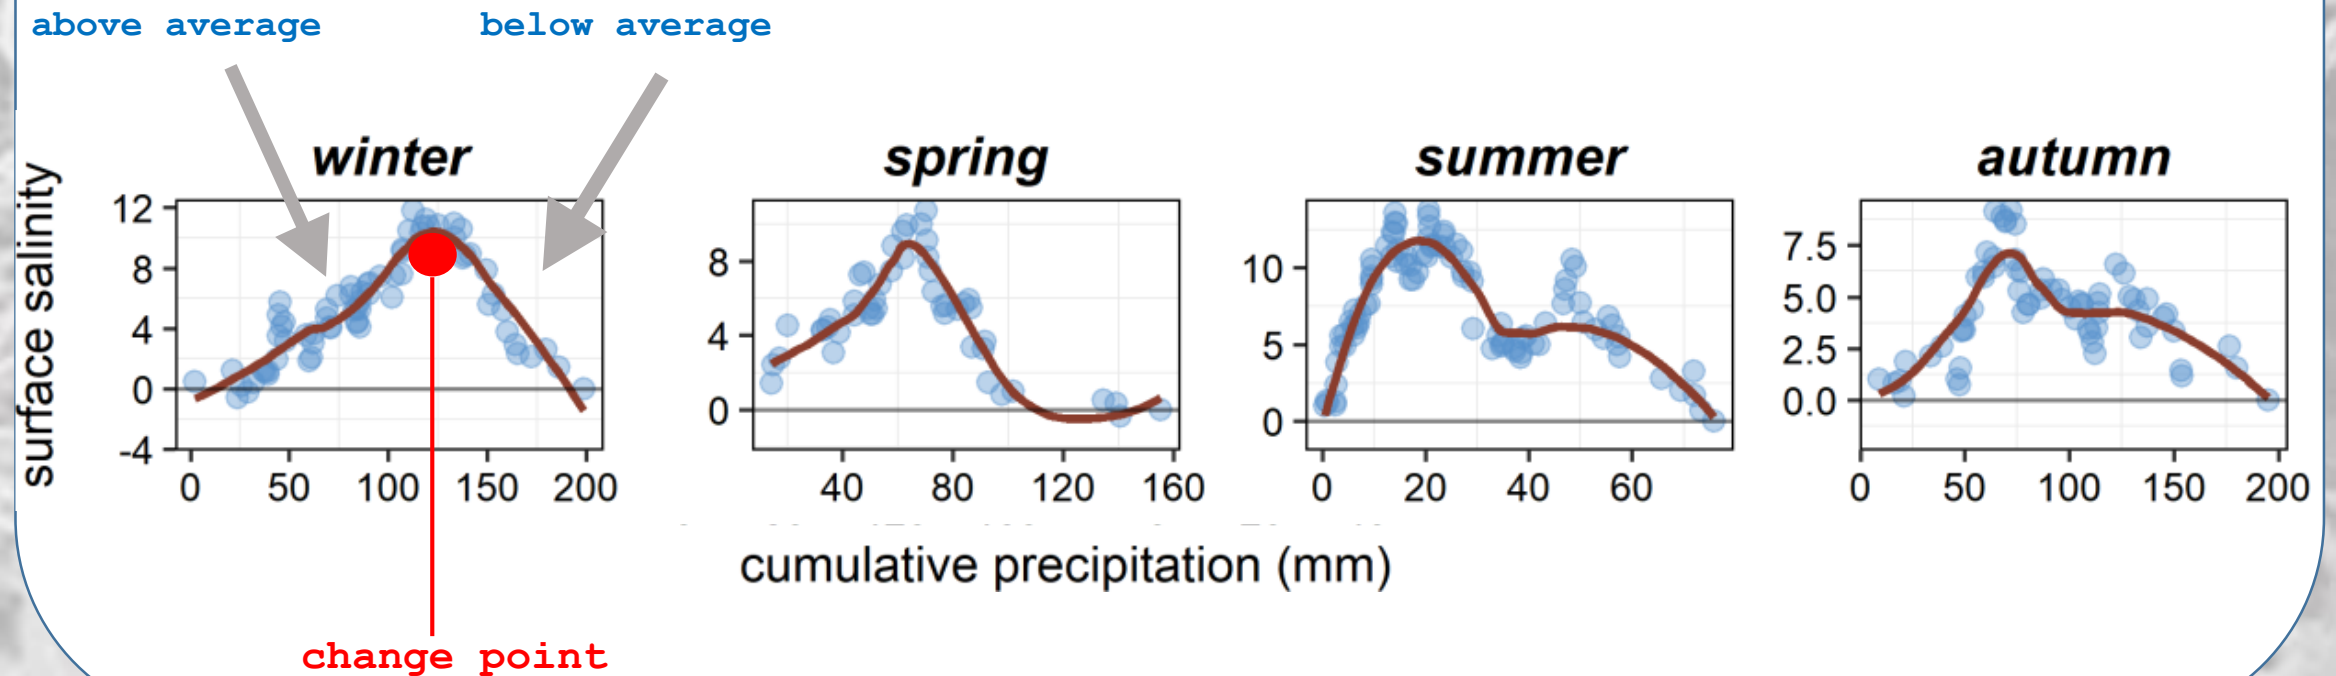 above average below average
winter spring summer autumn
surface salinity
12
8
4
0
-4
0 50 100 150 200
8
4
0
40 80 120 160
10
5
0
0 20 40 60
7.5
5.0
2.5
0.0
0 50 100 150 200
cumulative precipitation (mm)
change point